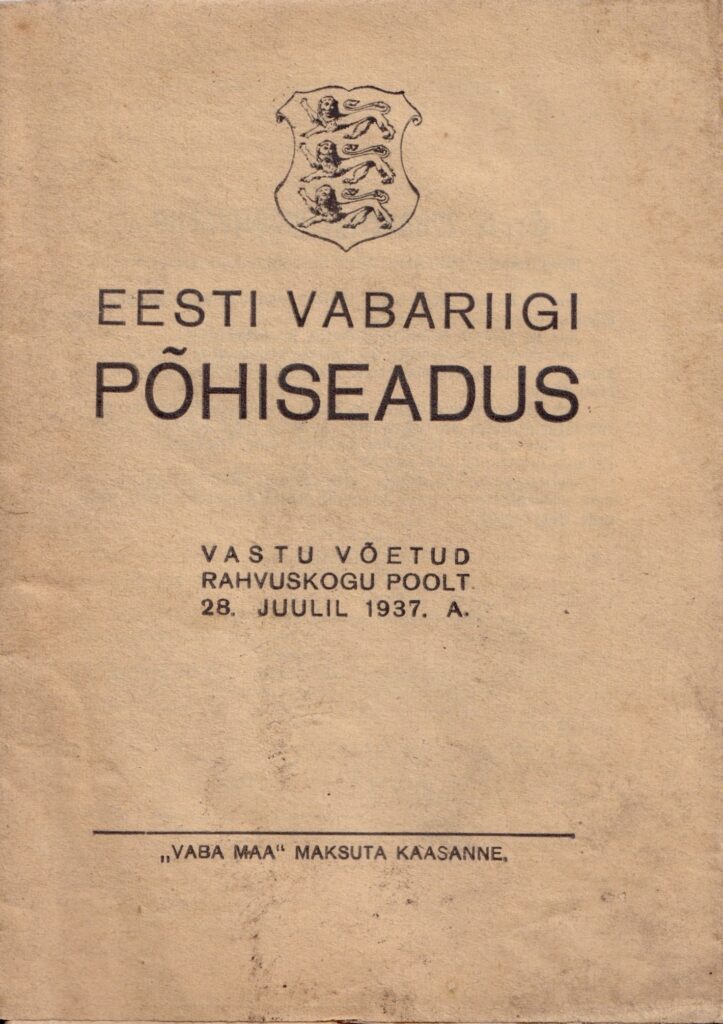 EESTI VABARIIGI
PÕHISEADUS
VASTU VÕETUD
RAHVUSKOGU POOLT
28. JUULIL 1937. A.
„VABA MAA“ MAKSUTA KAASANNE.